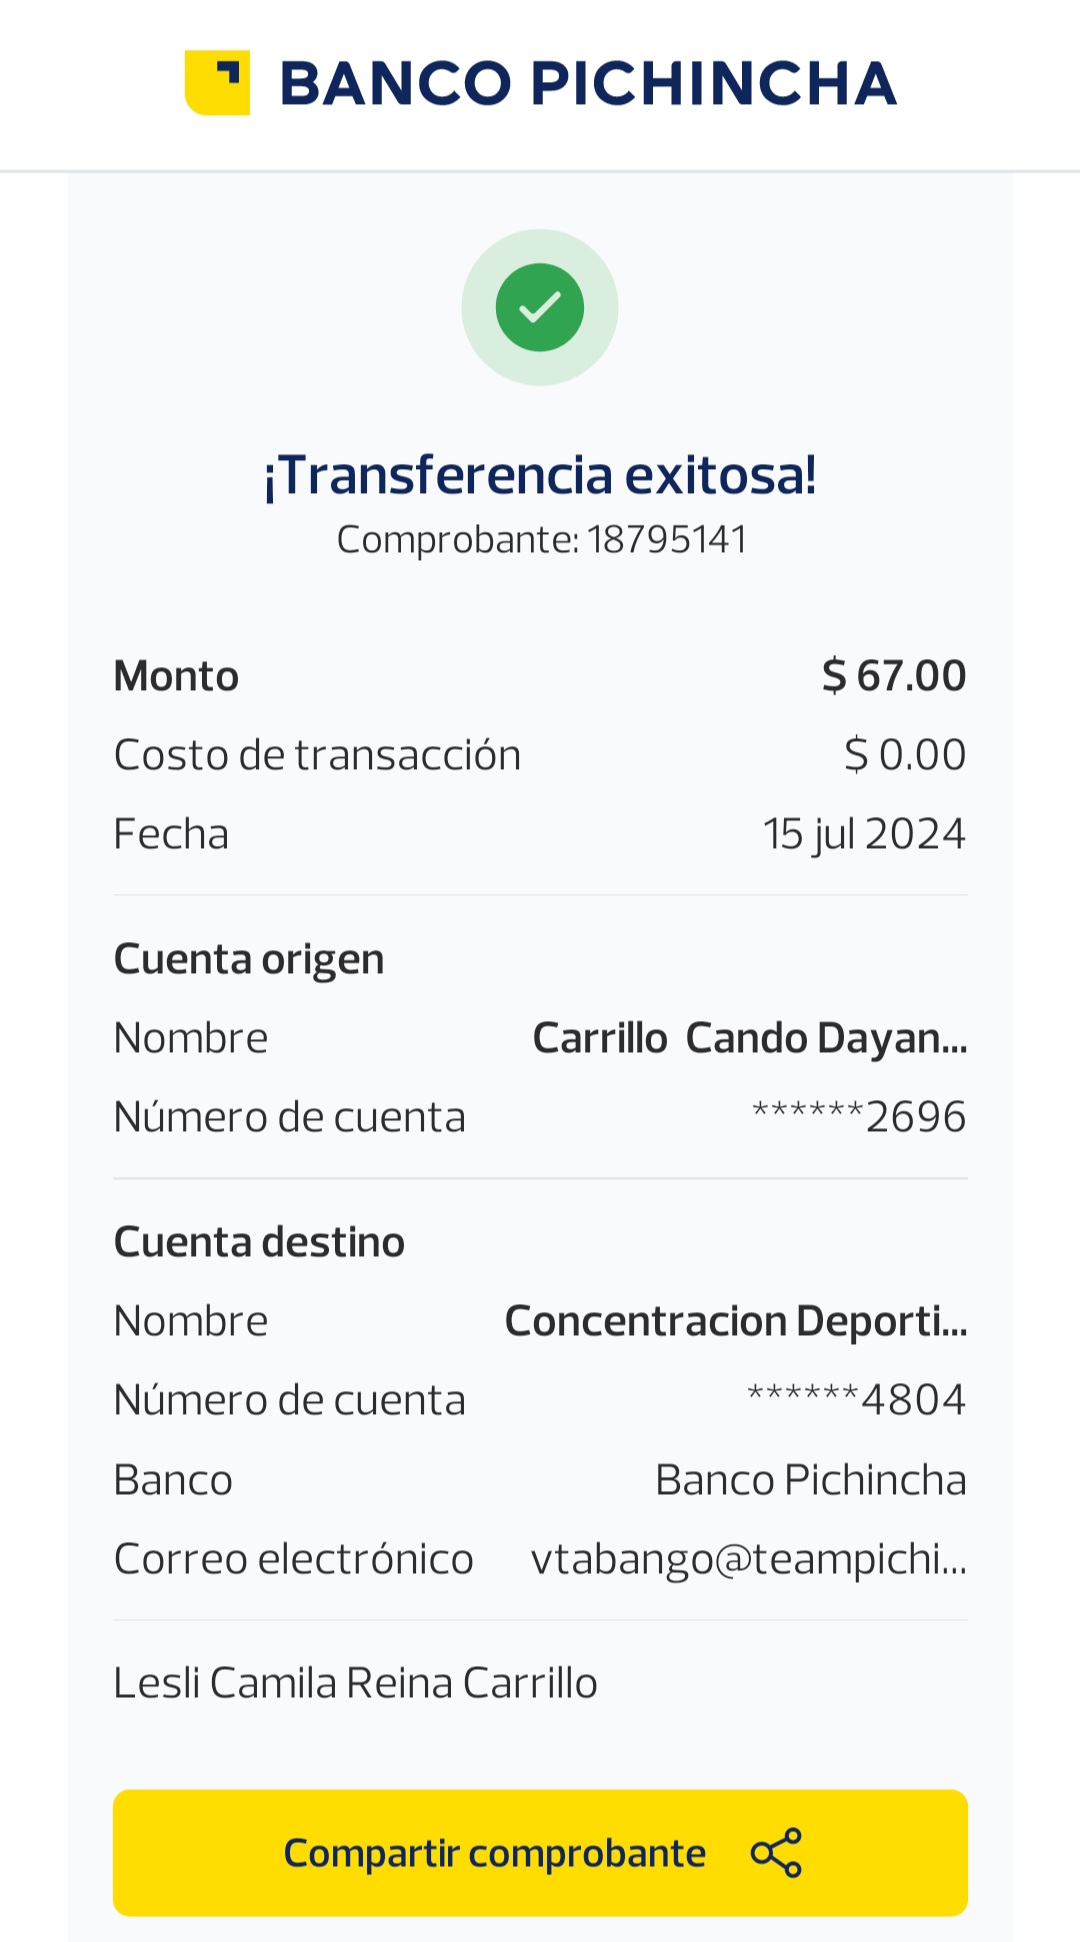 BANCO PICHINCHA
¡Transferencia exitosa!
Comprobante: 18795141
Monto $ 67.00
Costo de transacción $ 0.00
Fecha 15 jul 2024
Cuenta origen
Nombre Carrillo  Cando Dayan...
Número de cuenta ******2696
Cuenta destino
Nombre Concentracion Deporti...
Número de cuenta ******4804
Banco Banco Pichincha
Correo electrónico vtabango@teampichi...
Lesli Camila Reina Carrillo
Compartir comprobante